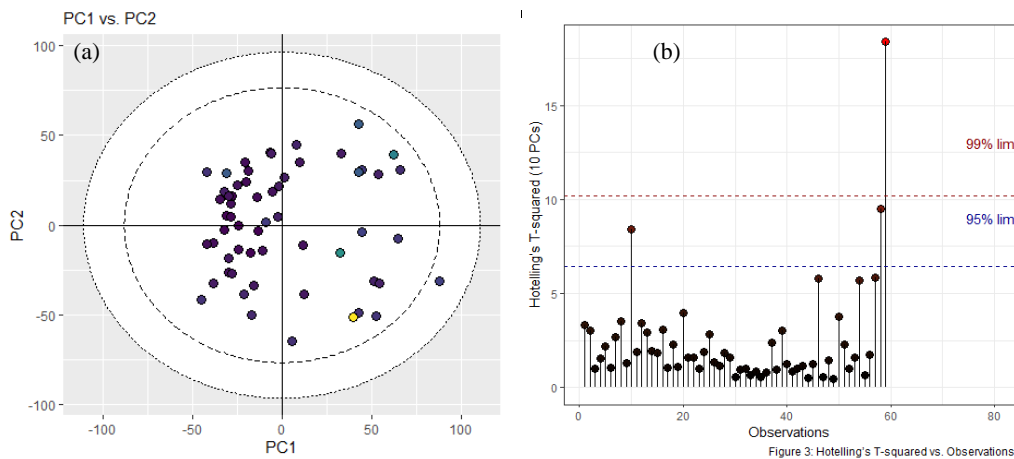 PC1 vs. PC2
(a)
100
50
0
-50
-100
PC2
-100
-50
0
50
100
PC1
(b)
99% lim
95% lim
15
10
5
0
Hotelling's T-squared (10 PCs)
0
20
40
60
80
Observations
Figure 3: Hotelling's T-squared vs. Observations